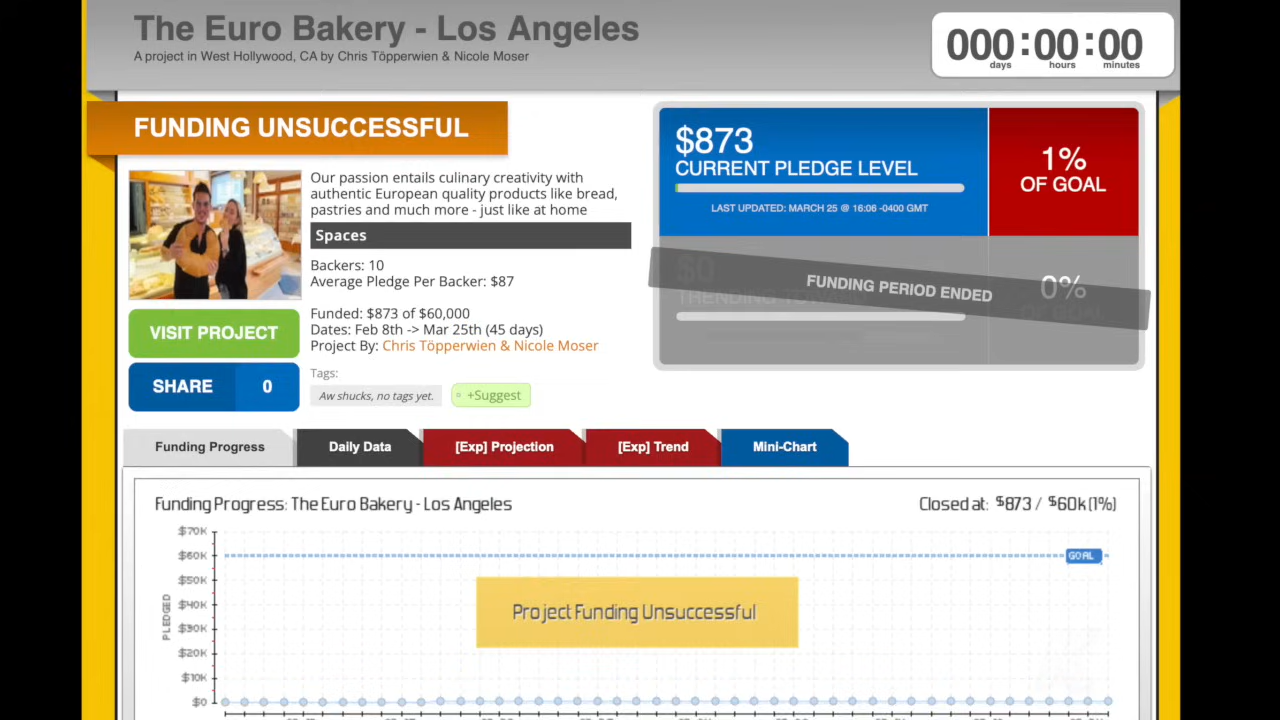 The Euro Bakery - Los Angeles
A project in West Hollywood, CA by Chris Töpperwien & Nicole Moser
000:00:00
days hours minutes
FUNDING UNSUCCESSFUL
Our passion entails culinary creativity with
authentic European quality products like bread,
pastries and much more - just like at home
Spaces
Backers: 10
Average Pledge Per Backer: $87
Funded: $873 of $60,000
Dates: Feb 8th -> Mar 25th (45 days)
Project By: Chris Töpperwien & Nicole Moser
Tags:
Aw shucks, no tags yet.
+Suggest
VISIT PROJECT
SHARE 0
$873
CURRENT PLEDGE LEVEL
LAST UPDATED: MARCH 25 @ 16:06 -0400 GMT
1%
OF GOAL
$0
TRENDING
0%
FUNDING PERIOD ENDED
Funding Progress
Daily Data
[Exp] Projection
[Exp] Trend
Mini-Chart
Funding Progress: The Euro Bakery - Los Angeles
Closed at: $873 / $60k (1%)
$70K
$60K
GOAL
$50K
$40K
$30K
$20K
$10K
$0
PLEDGED
Project Funding Unsuccessful